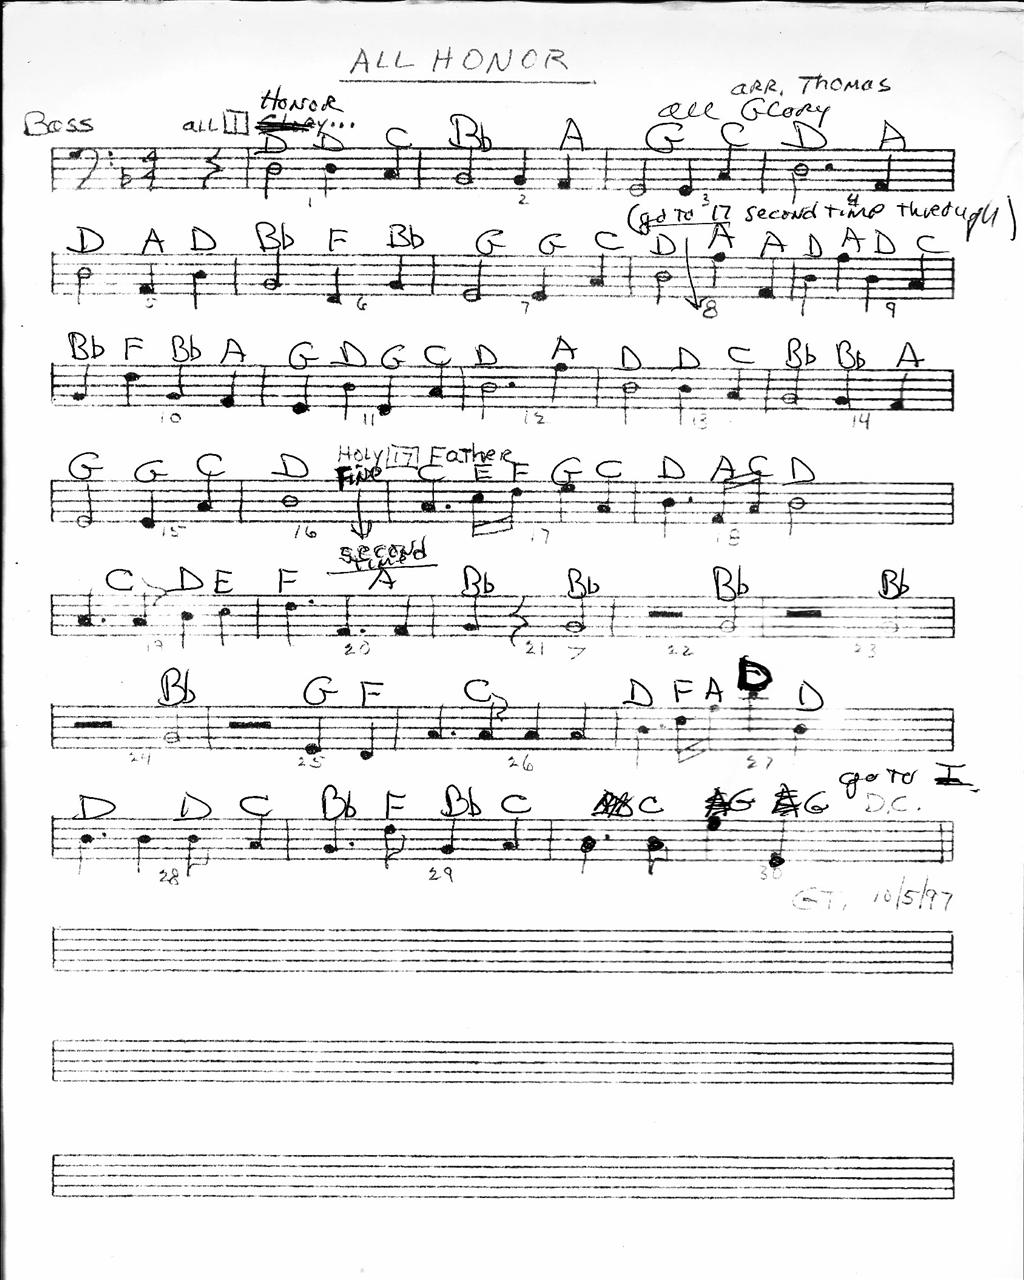 ALL HONOR
arr. Thomas
Honor
all Glory
Bass
all 1 Glory...
D D C Bb A G C D A
1 2 3 4
(go to 17 second time through)
D A D Bb F Bb G G C D A A D A D C
5 6 7 8 9
Bb F Bb A G D G C D A D D C Bb Bb A
10 11 12 13 14
Holy 17 Father
G G C D Fine C E F G C D A C D
15 16 17 18
second
time
C D E F A Bb Bb Bb Bb
19 20 21 22 23
Bb G F C D F A D D
24 25 26 27
go to I
D D C Bb F Bb C C G G D.C.
28 29 30
GT. 10/5/97